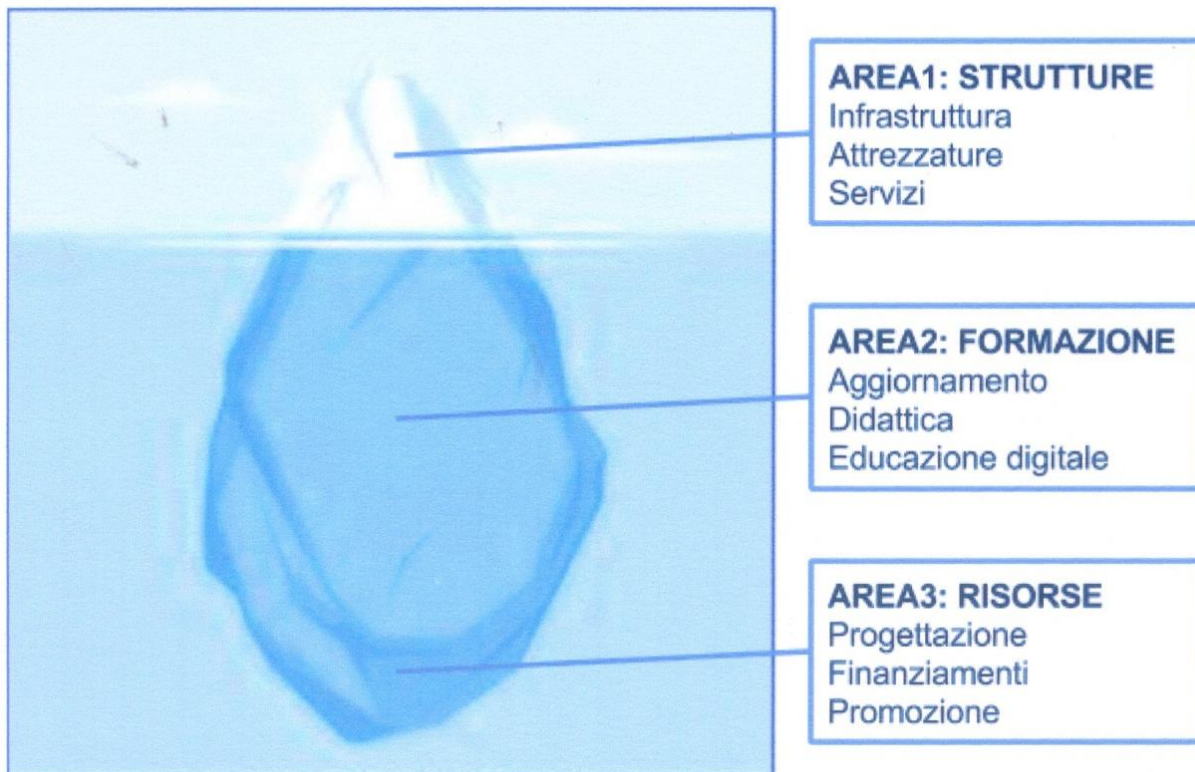 AREA1: STRUTTURE
Infrastruttura
Attrezzature
Servizi
AREA2: FORMAZIONE
Aggiornamento
Didattica
Educazione digitale
AREA3: RISORSE
Progettazione
Finanziamenti
Promozione